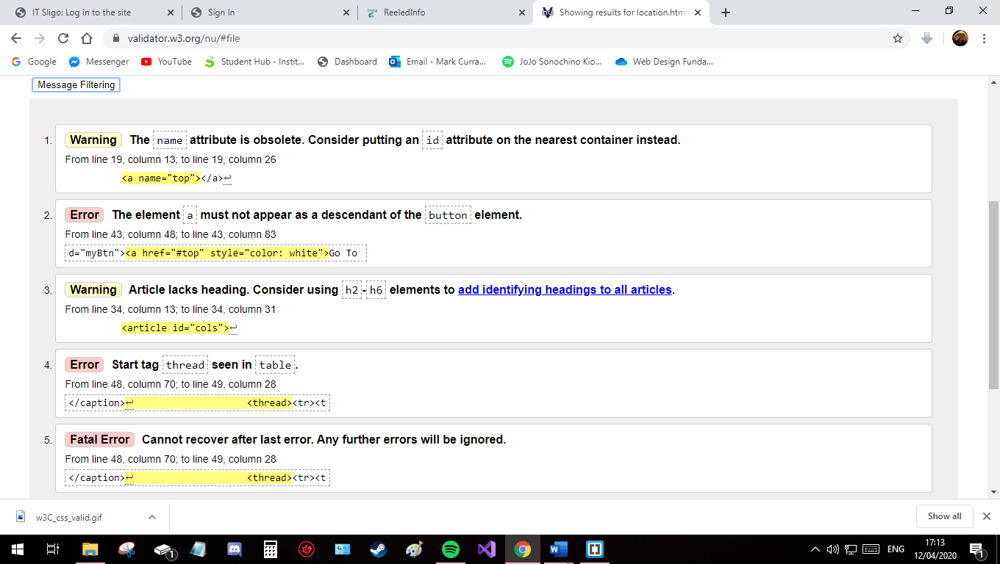 IT Sligo: Log in to the site
Sign In
ReeledInfo
Showing results for location.html
validator.w3.org/nu/#file
Google
Messenger
YouTube
Student Hub - Instit...
Dashboard
Email - Mark Curra...
JoJo Sonochino Kio...
Web Design Funda...
Message Filtering
1. Warning The name attribute is obsolete. Consider putting an id attribute on the nearest container instead.
From line 19, column 13; to line 19, column 26
<a name="top"></a>↩
2. Error The element a must not appear as a descendant of the button element.
From line 43, column 48; to line 43, column 83
d="myBtn"><a href="#top" style="color: white">Go To
3. Warning Article lacks heading. Consider using h2-h6 elements to add identifying headings to all articles.
From line 34, column 13; to line 34, column 31
<article id="cols">↩
4. Error Start tag thread seen in table.
From line 48, column 70; to line 49, column 28
</caption>↩ <thread><tr><t
5. Fatal Error Cannot recover after last error. Any further errors will be ignored.
From line 48, column 70; to line 49, column 28
</caption>↩ <thread><tr><t
w3C_css_valid.gif
Show all
1
ENG
17:13
12/04/2020
1